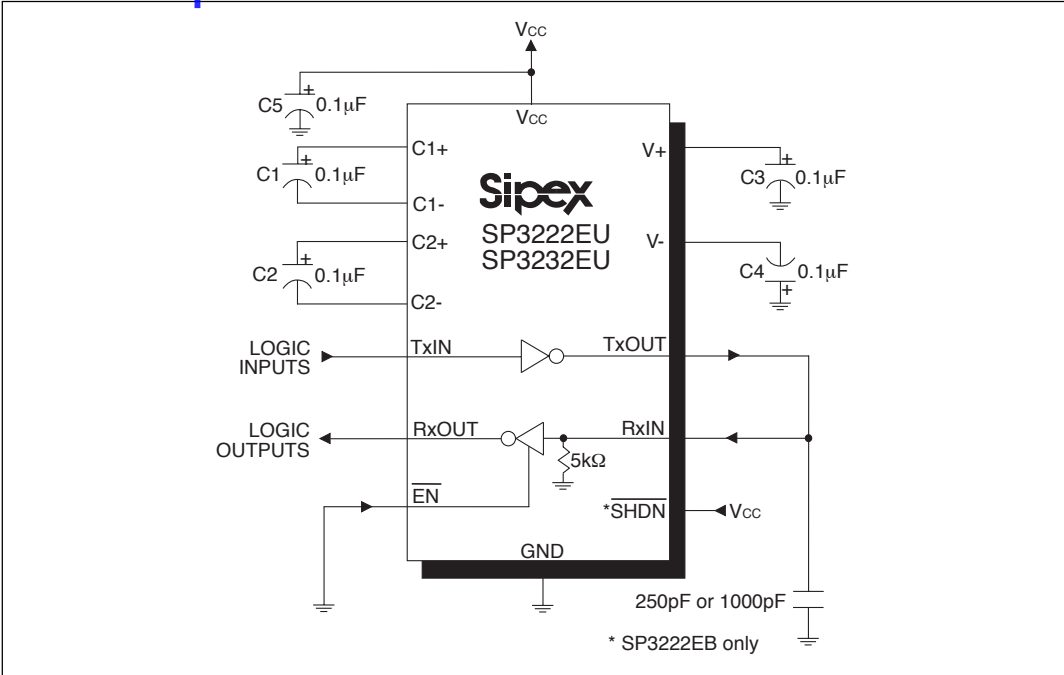 VCC
VCC
C5
+
0.1µF
C1
+
0.1µF
C1+
C1-
C2
+
0.1µF
C2+
C2-
Sipex
SP3222EU
SP3232EU
V+
C3
+
0.1µF
V-
C4
0.1µF
+
LOGIC
INPUTS
TxIN
TxOUT
LOGIC
OUTPUTS
RxOUT
RxIN
5kΩ
EN
*SHDN
VCC
GND
250pF or 1000pF
* SP3222EB only